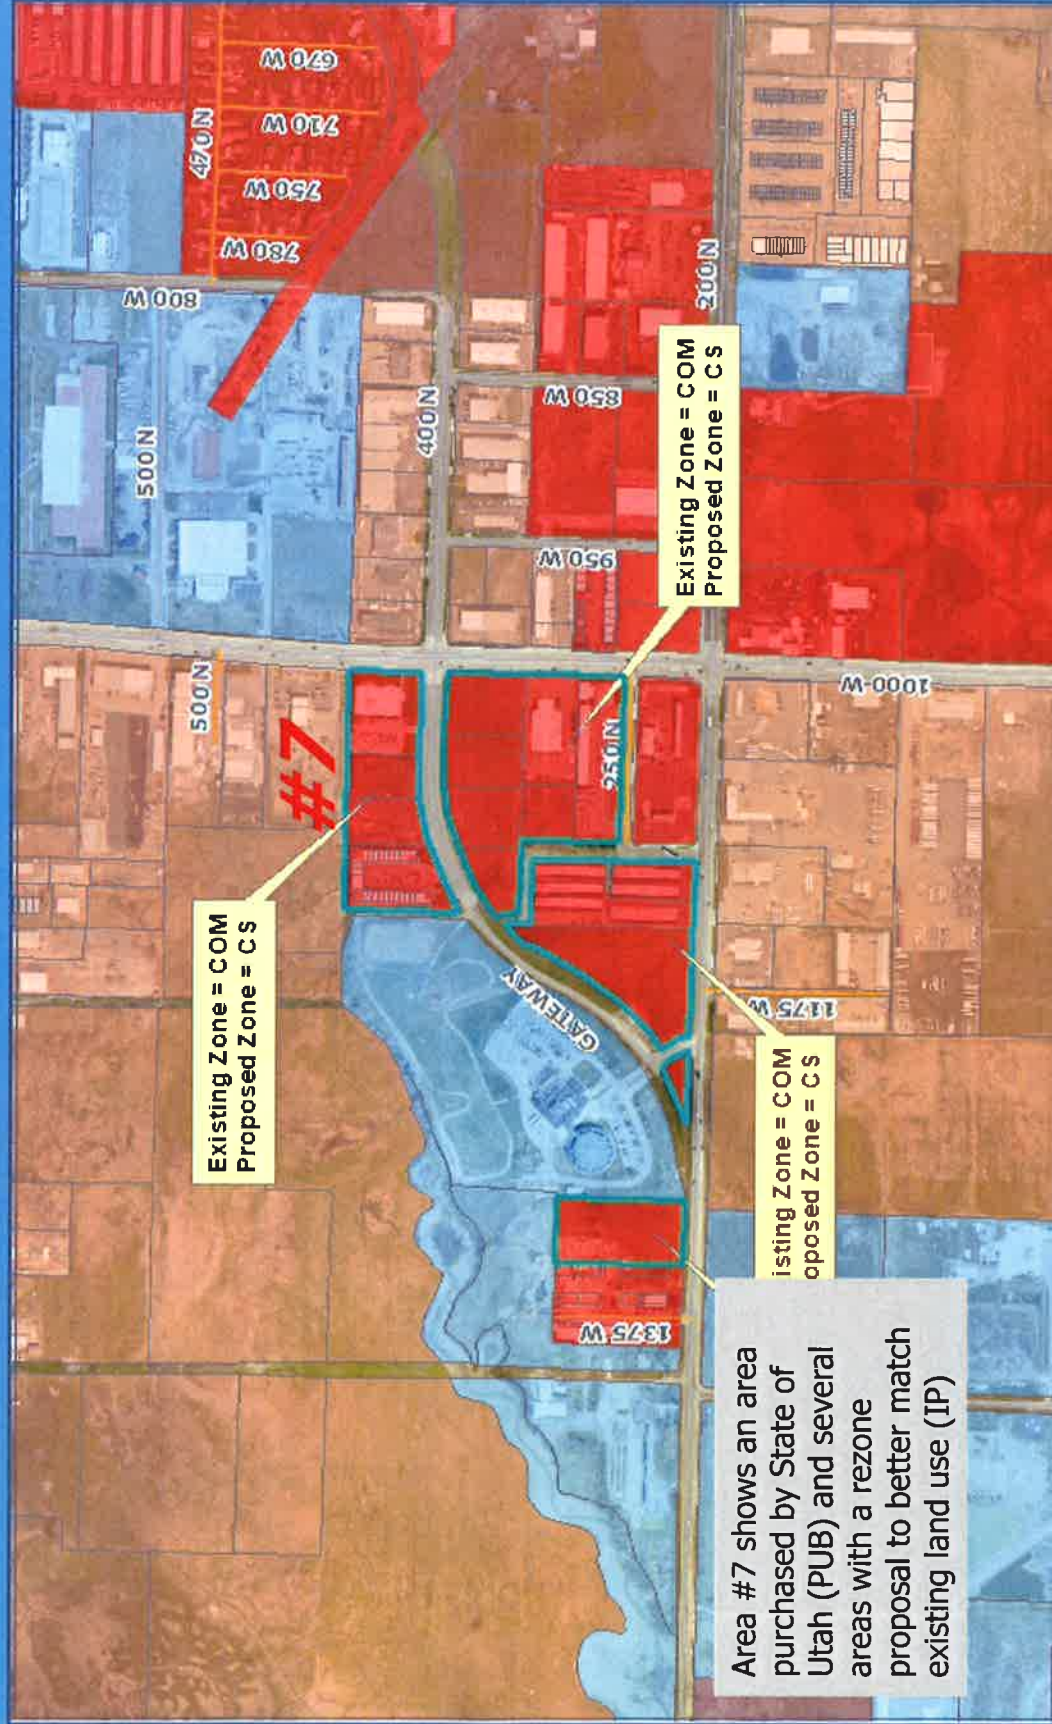 670 W
710 W
750 W
780 W
420 N
800 W
500 N
400 N
200 N
850 W
950 W
500 N
#7
1000 W
250 N
1175 W
GATEWAY
1375 W
Existing Zone = COM
Proposed Zone = CS
Existing Zone = COM
Proposed Zone = CS
isting Zone = COM
oposed Zone = CS
Area #7 shows an area
purchased by State of
Utah (PUB) and several
areas with a rezone
proposal to better match
existing land use (IP)